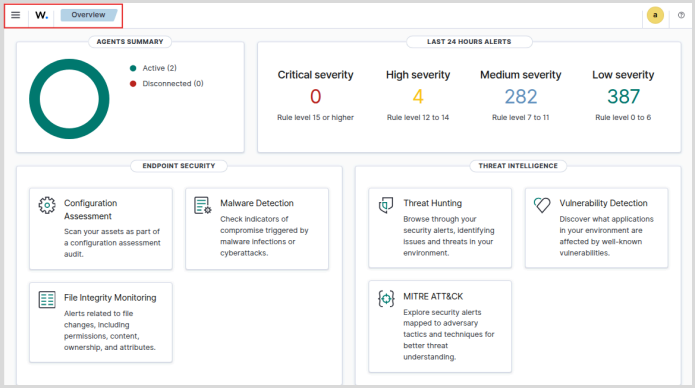 W. Overview a
AGENTS SUMMARY
Active (2)
Disconnected (0)
LAST 24 HOURS ALERTS
Critical severity
0
Rule level 15 or higher
High severity
4
Rule level 12 to 14
Medium severity
282
Rule level 7 to 11
Low severity
387
Rule level 0 to 6
ENDPOINT SECURITY
Configuration
Assessment
Scan your assets as part of
a configuration assessment
audit.
Malware Detection
Check indicators of
compromise triggered by
malware infections or
cyberattacks.
File Integrity Monitoring
Alerts related to file
changes, including
permissions, content,
ownership, and attributes.
THREAT INTELLIGENCE
Threat Hunting
Browse through your
security alerts, identifying
issues and threats in your
environment.
Vulnerability Detection
Discover what applications
in your environment are
affected by well-known
vulnerabilities.
MITRE ATT&CK
Explore security alerts
mapped to adversary
tactics and techniques for
better threat
understanding.